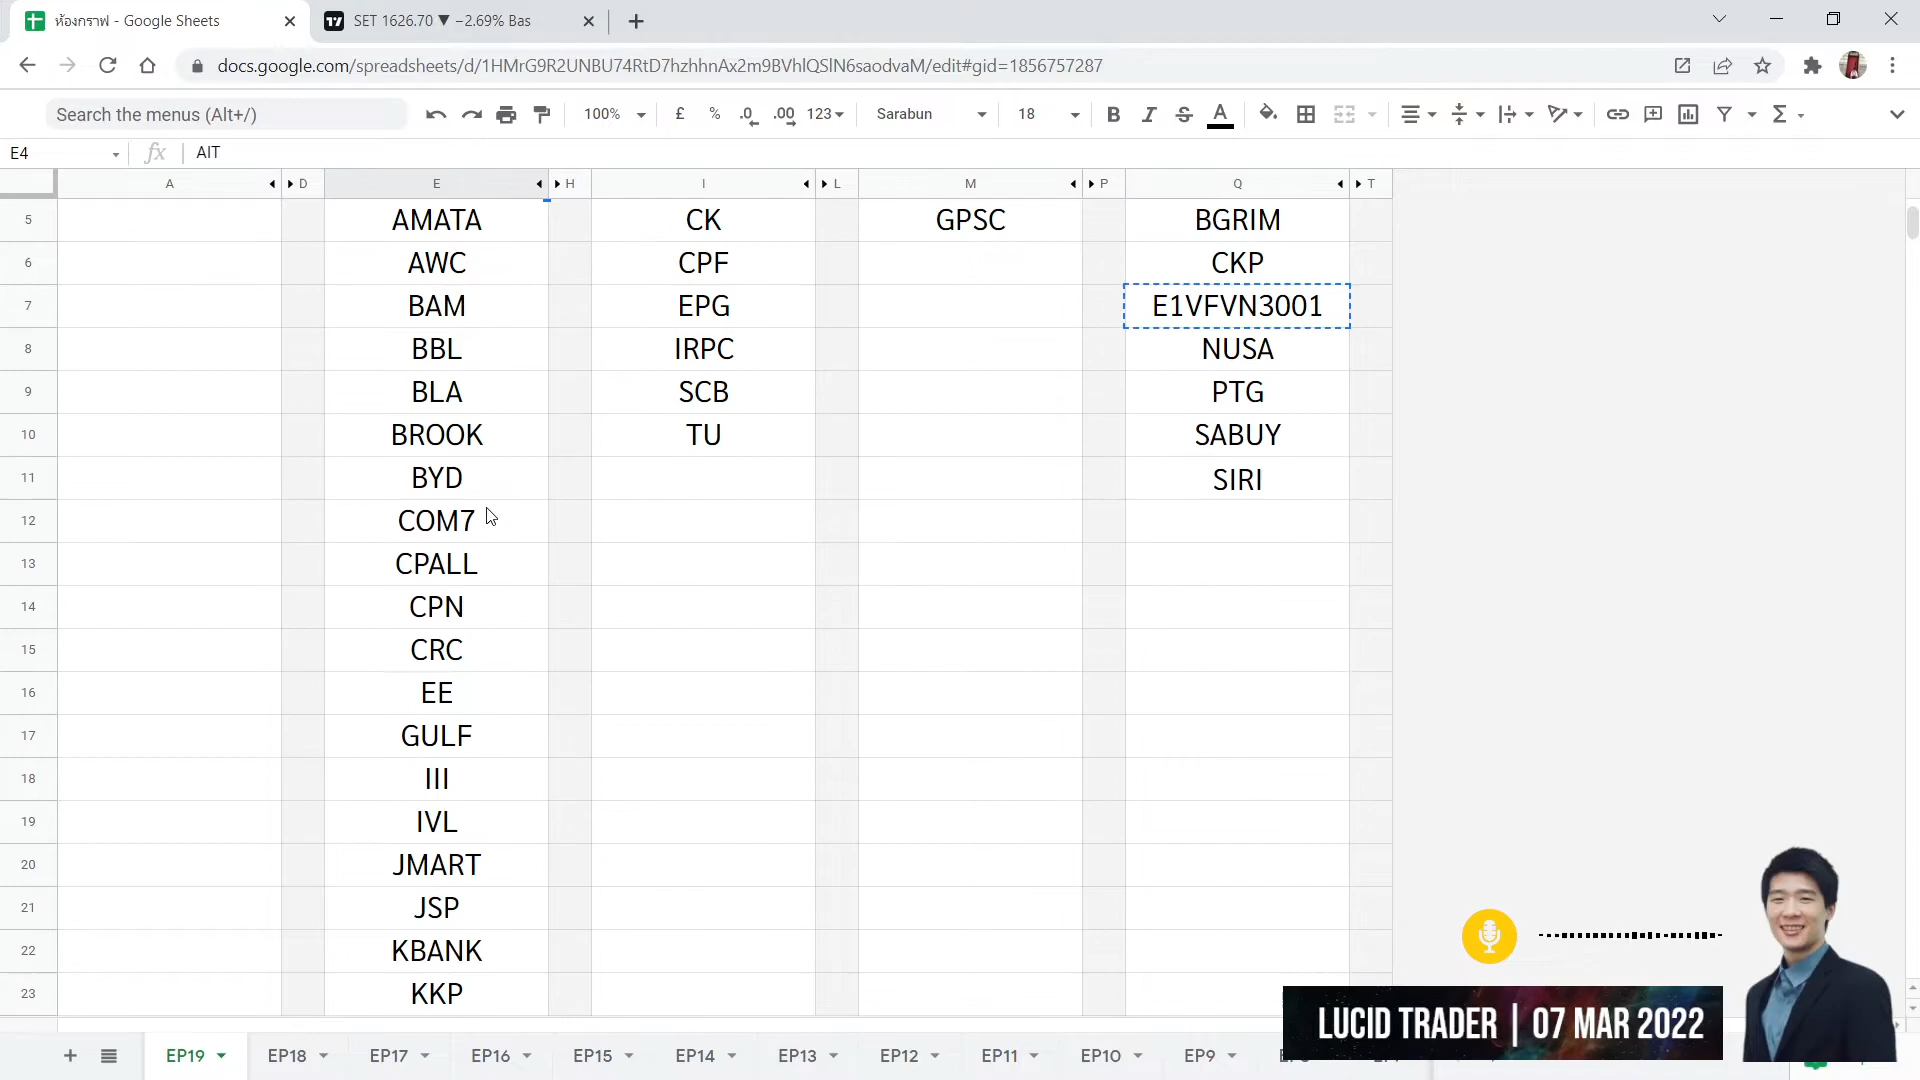 ห้องกราฟ - Google Sheets
SET 1626.70 ▼ −2.69% Bas
docs.google.com/spreadsheets/d/1HMrG9R2UNBU74RtD7hzhhnAx2m9BVhlQSlN6saodvaM/edit#gid=1856757287
Search the menus (Alt+/)
100%
£
%
.0
.00
123
Sarabun
18
B
I
S
A
E4
fx
AIT
A D E H I L M P Q T
5 AMATA CK GPSC BGRIM
6 AWC CPF CKP
7 BAM EPG E1VFVN3001
8 BBL IRPC NUSA
9 BLA SCB PTG
10 BROOK TU SABUY
11 BYD SIRI
12 COM7
13 CPALL
14 CPN
15 CRC
16 EE
17 GULF
18 III
19 IVL
20 JMART
21 JSP
22 KBANK
23 KKP
LUCID TRADER | 07 MAR 2022
EP19 EP18 EP17 EP16 EP15 EP14 EP13 EP12 EP11 EP10 EP9